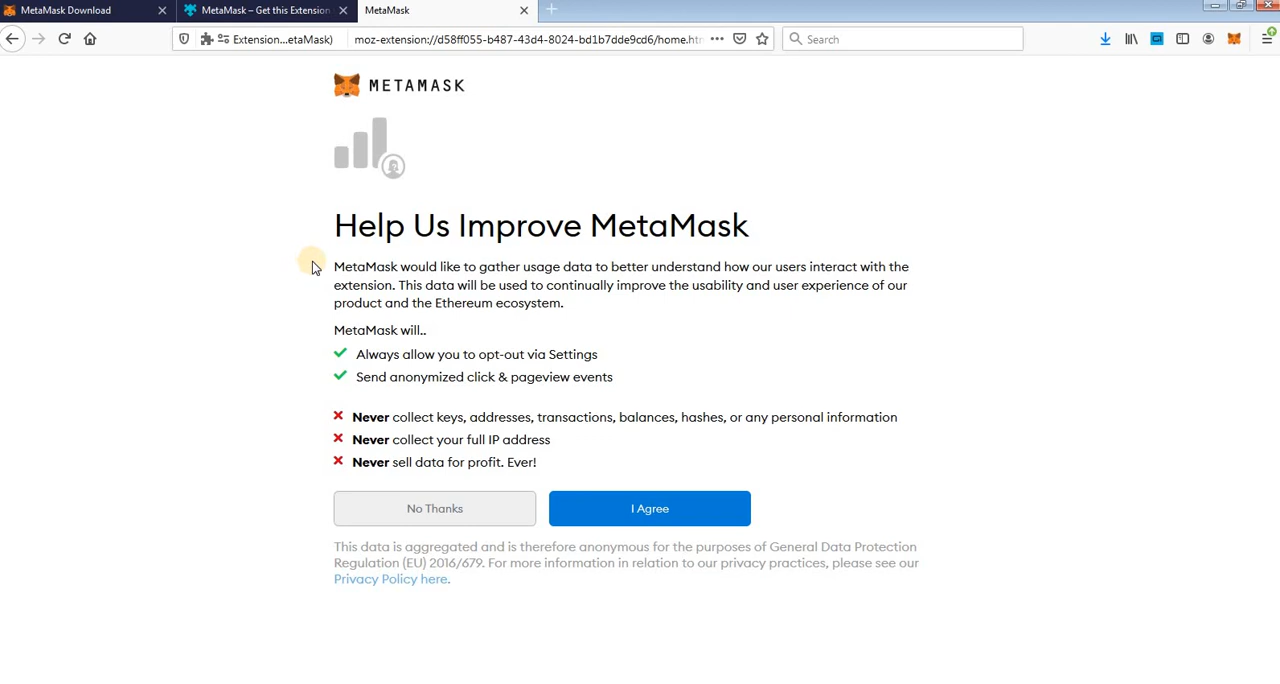 MetaMask Download
MetaMask – Get this Extension
MetaMask
Extension...etaMask)
moz-extension://d58ff055-b487-43d4-8024-bd1b7dde9cd6/home.htm
Search
METAMASK
Help Us Improve MetaMask
MetaMask would like to gather usage data to better understand how our users interact with the
extension. This data will be used to continually improve the usability and user experience of our
product and the Ethereum ecosystem.
MetaMask will..
Always allow you to opt-out via Settings
Send anonymized click & pageview events
Never collect keys, addresses, transactions, balances, hashes, or any personal information
Never collect your full IP address
Never sell data for profit. Ever!
No Thanks
I Agree
This data is aggregated and is therefore anonymous for the purposes of General Data Protection
Regulation (EU) 2016/679. For more information in relation to our privacy practices, please see our
Privacy Policy here.